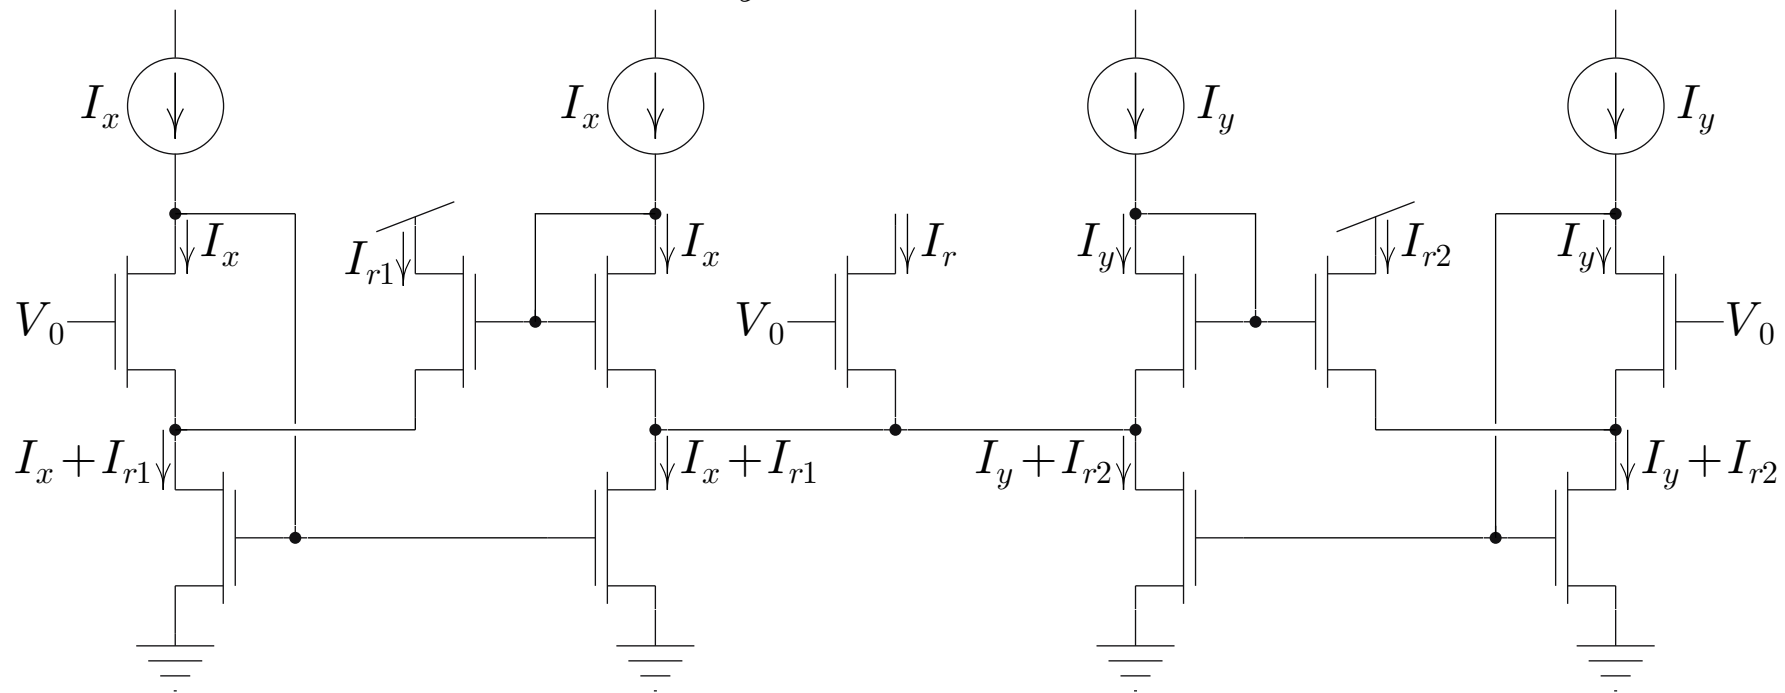 I_x I_x I_y I_y
I_x I_{r1} I_x I_r I_y I_{r2} I_y
V_0 V_0 V_0
I_x + I_{r1} I_x + I_{r1} I_y + I_{r2} I_y + I_{r2}